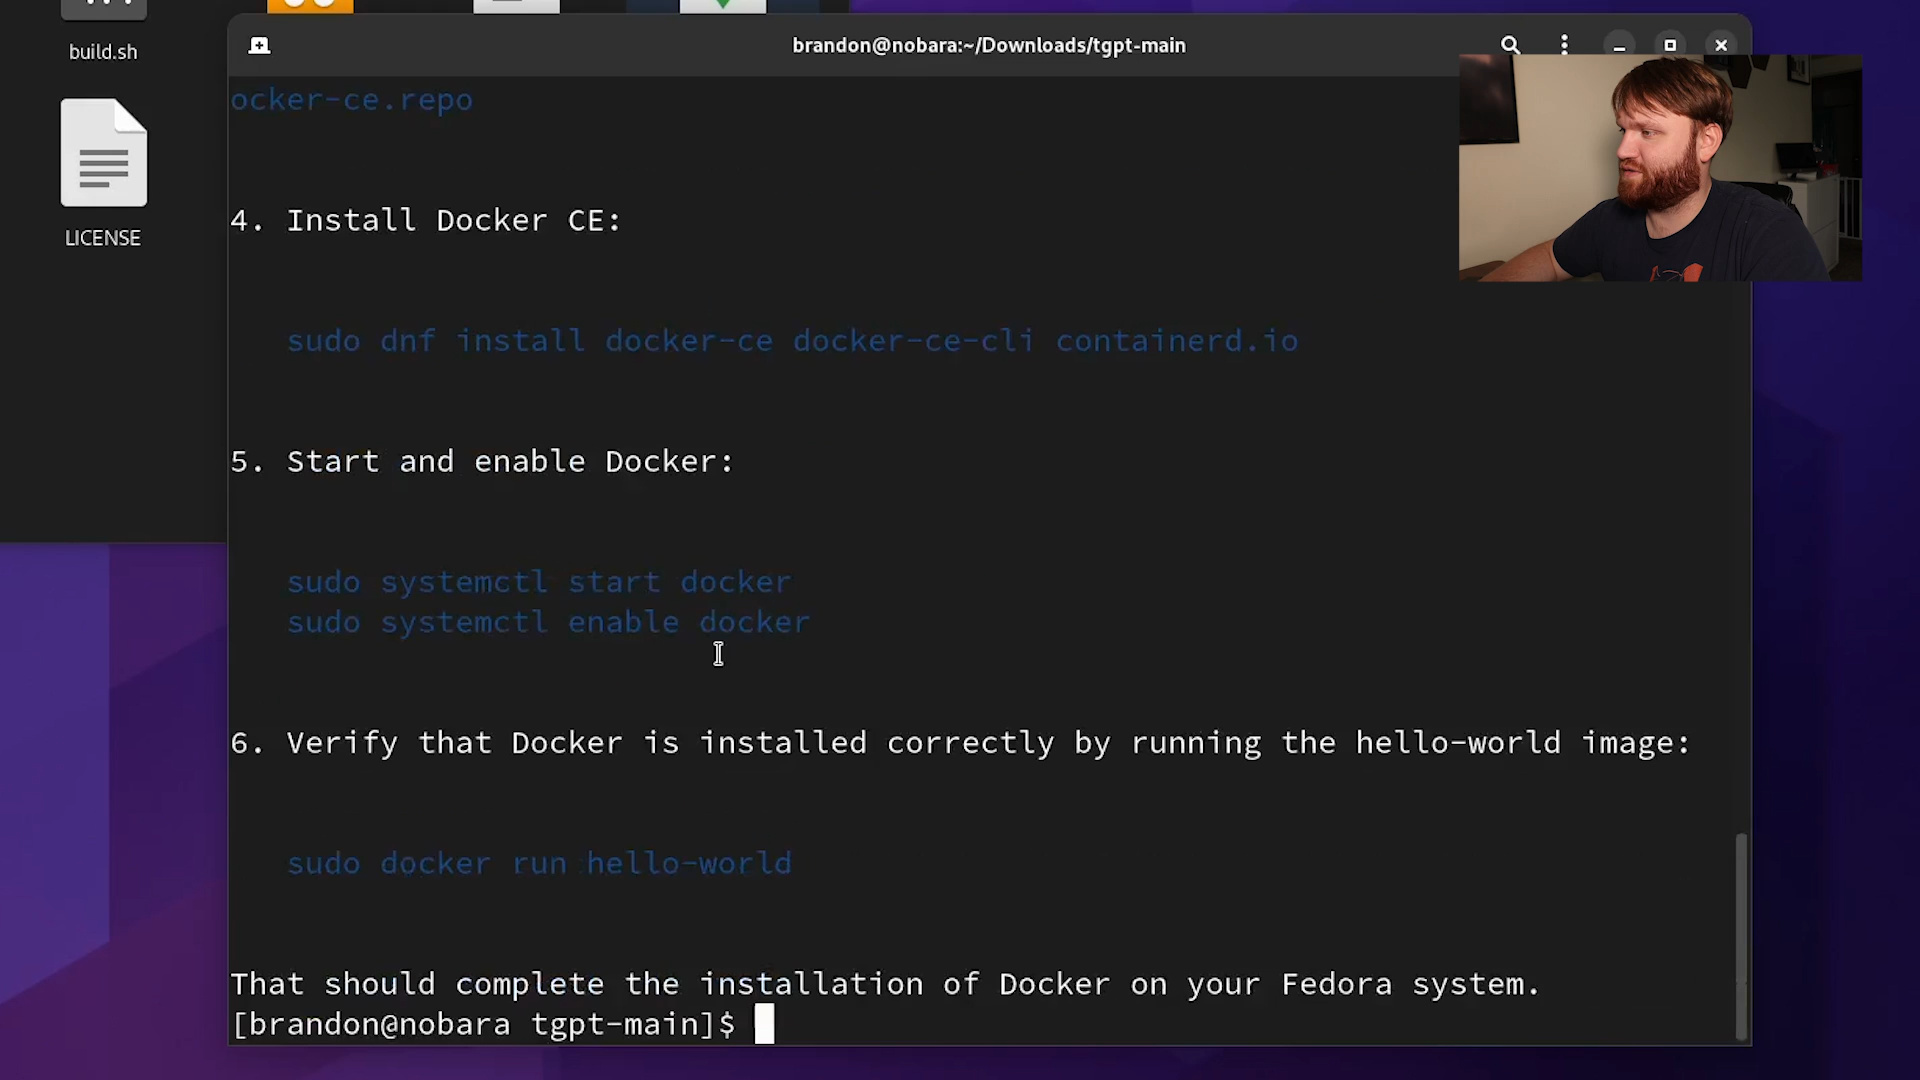 build.sh
LICENSE
brandon@nobara:~/Downloads/tgpt-main
ocker-ce.repo
4. Install Docker CE:
sudo dnf install docker-ce docker-ce-cli containerd.io
5. Start and enable Docker:
sudo systemctl start docker
sudo systemctl enable docker
6. Verify that Docker is installed correctly by running the hello-world image:
sudo docker run hello-world
That should complete the installation of Docker on your Fedora system.
[brandon@nobara tgpt-main]$